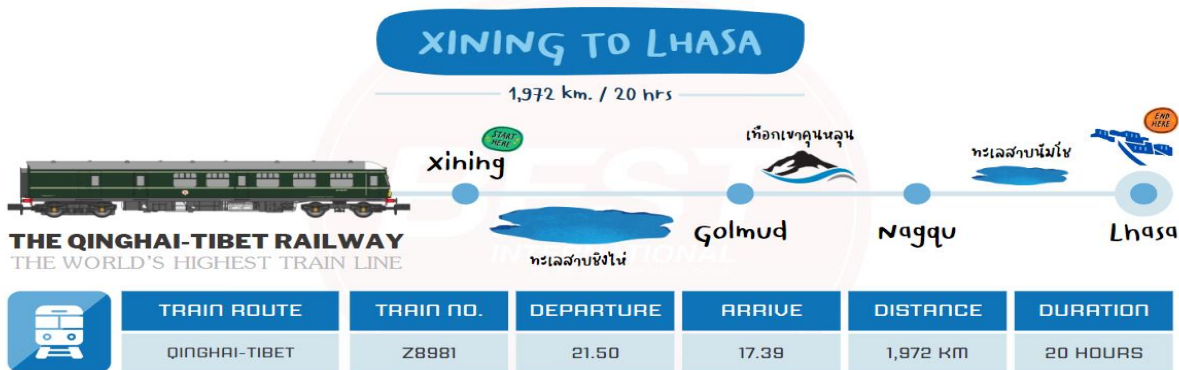 XINING TO LHASA
1,972 km. / 20 hrs
START HERE
Xining
ทะเลสาบชิงไห่
Golmud
เทือกเขาคุนหลุน
Nagqu
ทะเลสาบนัมโช
END HERE
Lhasa
THE QINGHAI-TIBET RAILWAY
THE WORLD'S HIGHEST TRAIN LINE
BEST
INTERNATIONAL
TRAIN ROUTE TRAIN NO. DEPARTURE ARRIVE DISTANCE DURATION
QINGHAI-TIBET Z8981 21.50 17.39 1,972 KM 20 HOURS